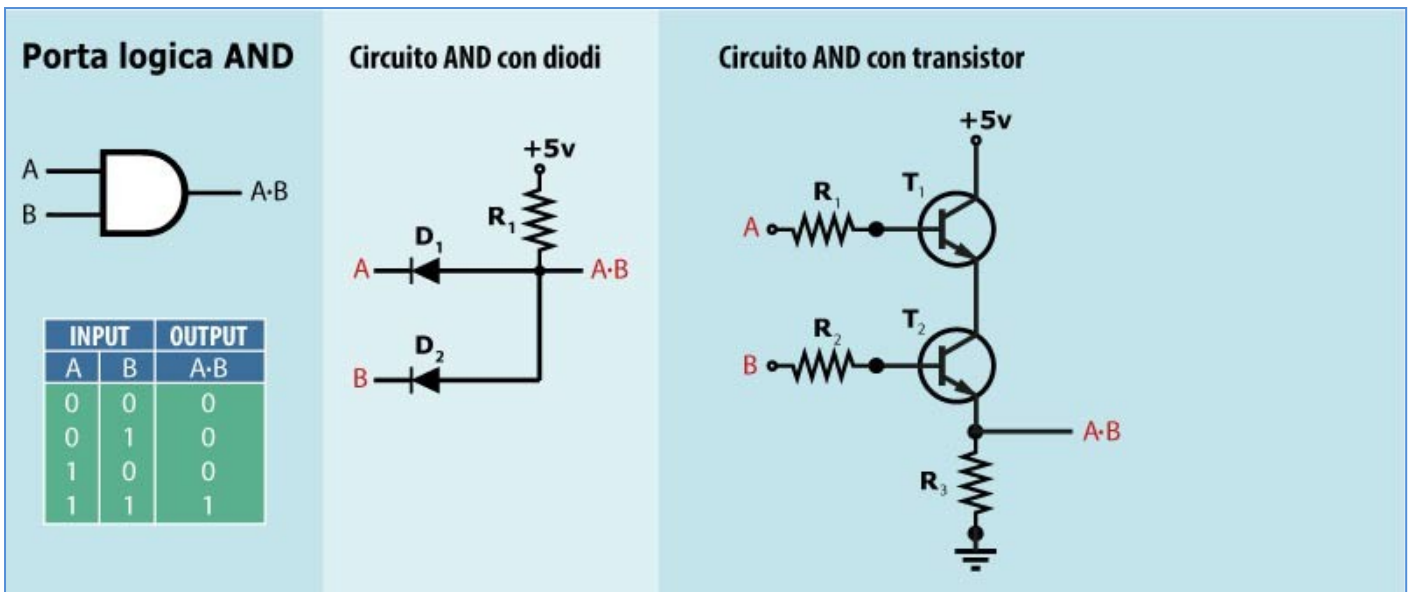 Porta logica AND
A
B
A·B
INPUT OUTPUT
A B A·B
0 0 0
0 1 0
1 0 0
1 1 1
Circuito AND con diodi
+5v
R1
D1
A
A·B
D2
B
Circuito AND con transistor
+5v
T1
R1
A
T2
R2
B
A·B
R3